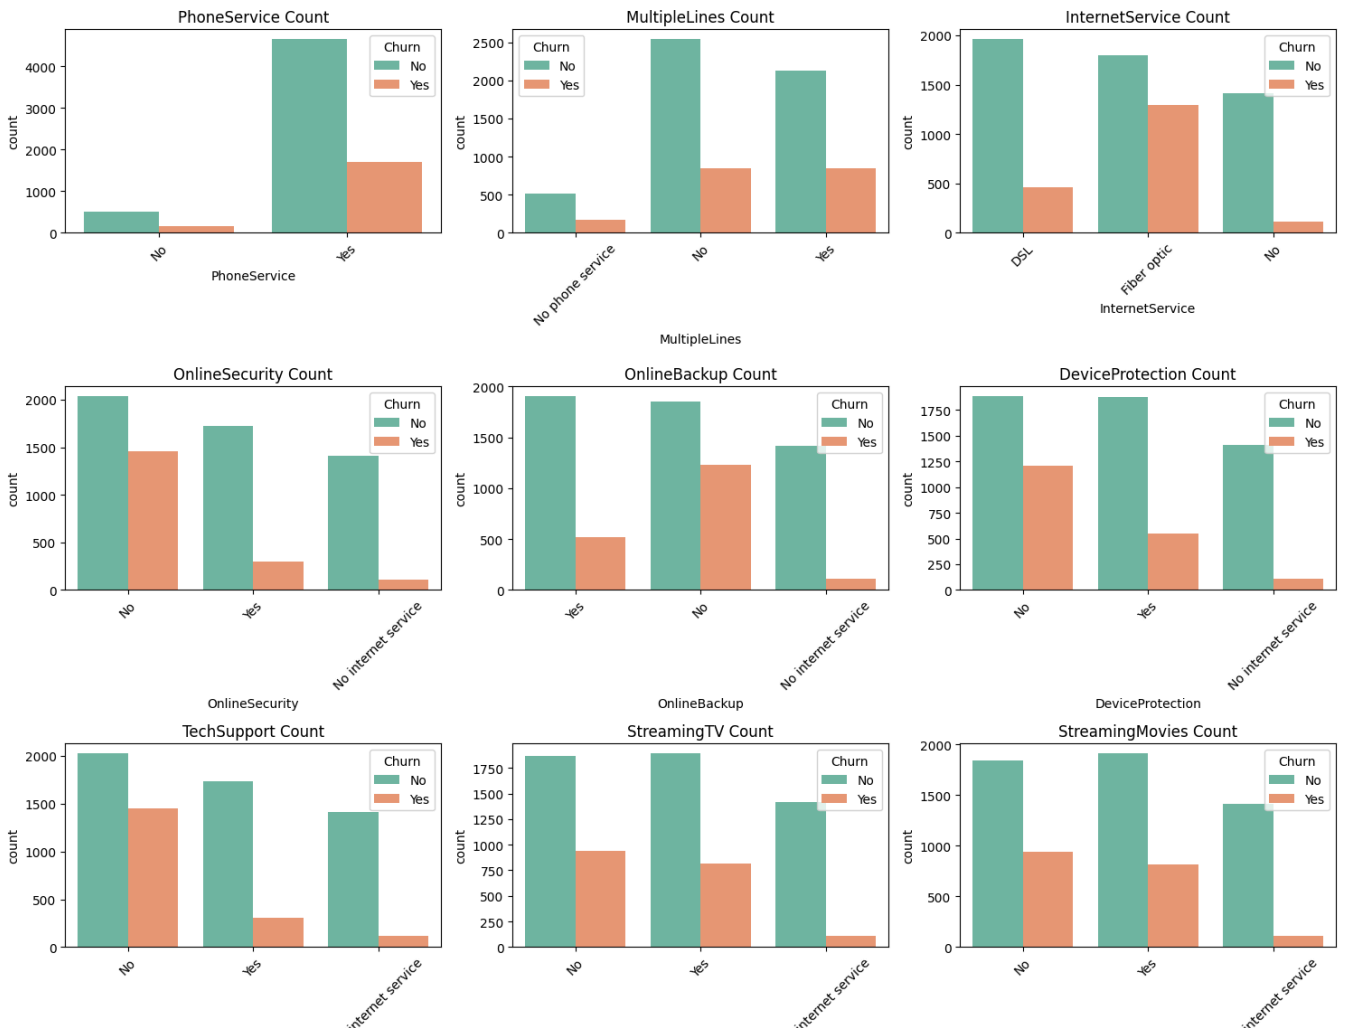 PhoneService Count
4000
3000
2000
1000
0
count
Churn
No
Yes
No
Yes
PhoneService
MultipleLines Count
2500
2000
1500
1000
500
0
count
Churn
No
Yes
No phone service
No
Yes
MultipleLines
InternetService Count
2000
1500
1000
500
0
count
Churn
No
Yes
DSL
Fiber optic
No
InternetService
OnlineSecurity Count
2000
1500
1000
500
0
count
Churn
No
Yes
No
Yes
No internet service
OnlineSecurity
OnlineBackup Count
2000
1500
1000
500
0
count
Churn
No
Yes
Yes
No
No internet service
OnlineBackup
DeviceProtection Count
1750
1500
1250
1000
750
500
250
0
count
Churn
No
Yes
No
Yes
No internet service
DeviceProtection
TechSupport Count
2000
1500
1000
500
0
count
Churn
No
Yes
No
Yes
internet service
StreamingTV Count
1750
1500
1250
1000
750
500
250
0
count
Churn
No
Yes
No
Yes
internet service
StreamingMovies Count
2000
1500
1000
500
0
count
Churn
No
Yes
No
Yes
internet service